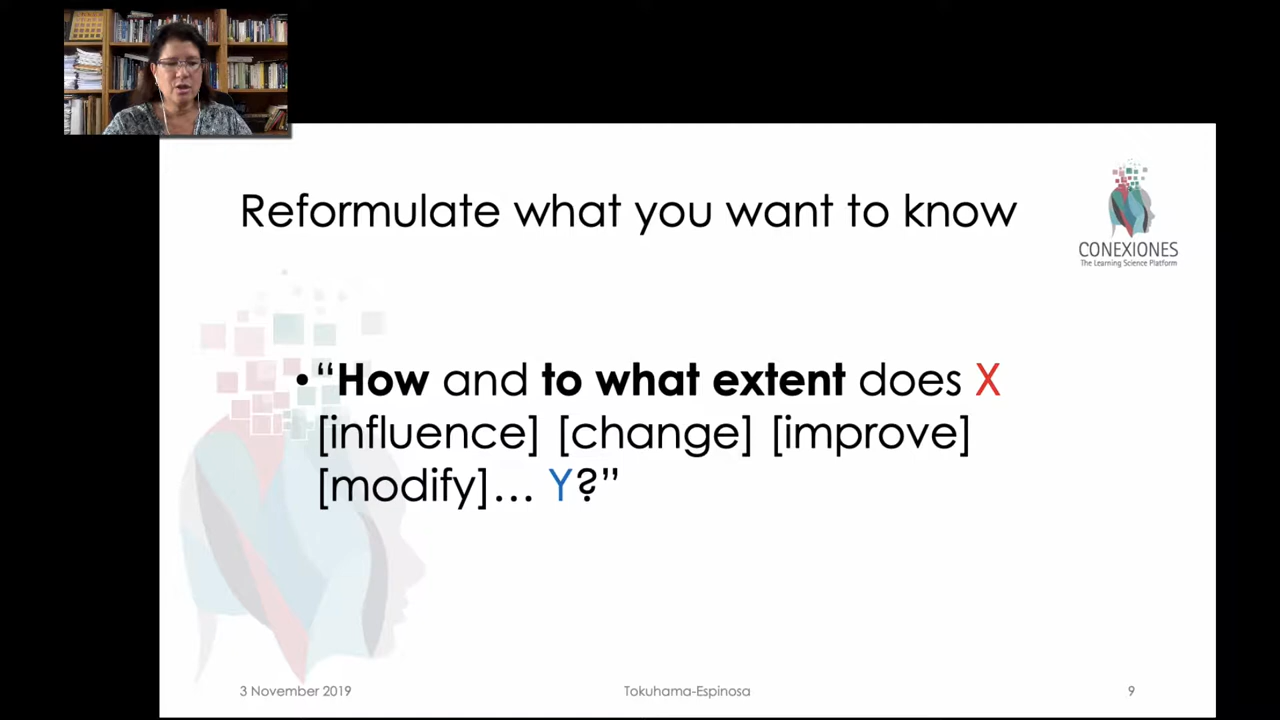 Reformulate what you want to know
CONEXIONES
The Learning Science Platform
•“How and to what extent does X
[influence] [change] [improve]
[modify]… Y?”
3 November 2019
Tokuhama-Espinosa
9